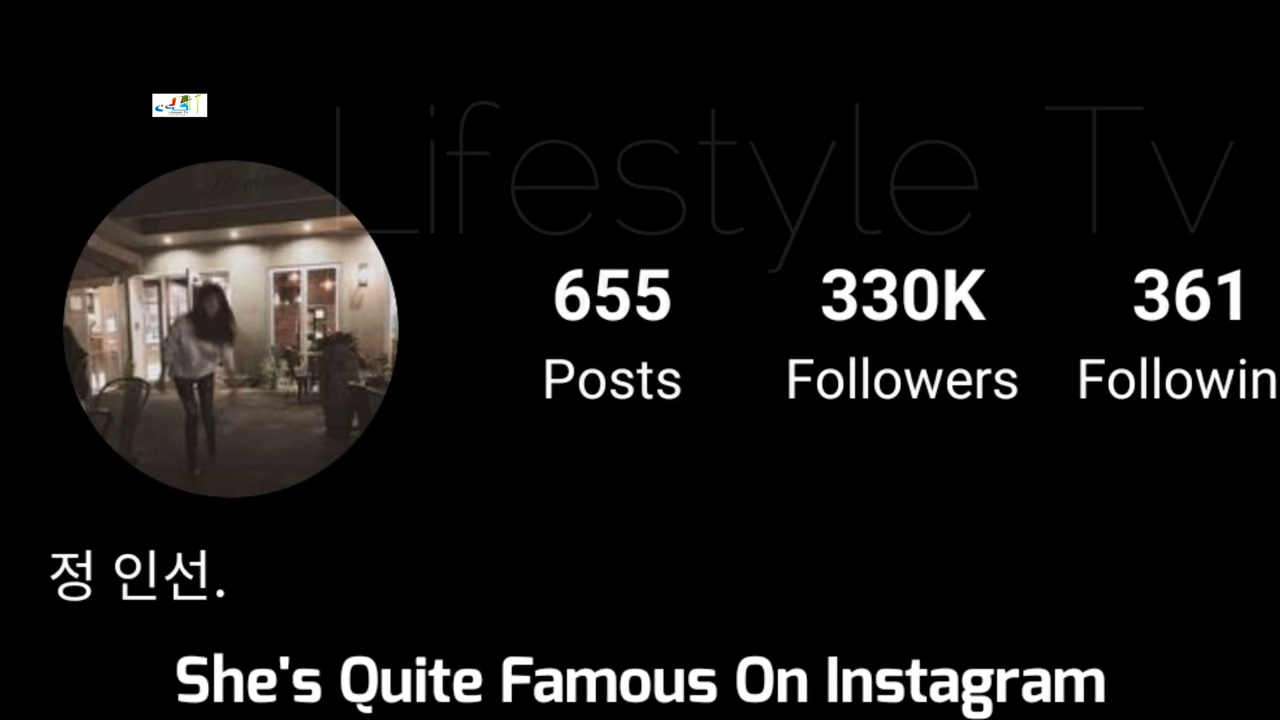 Lifestyle Tv
655 330K 361
Posts Followers Followin
정 인선.
She's Quite Famous On Instagram